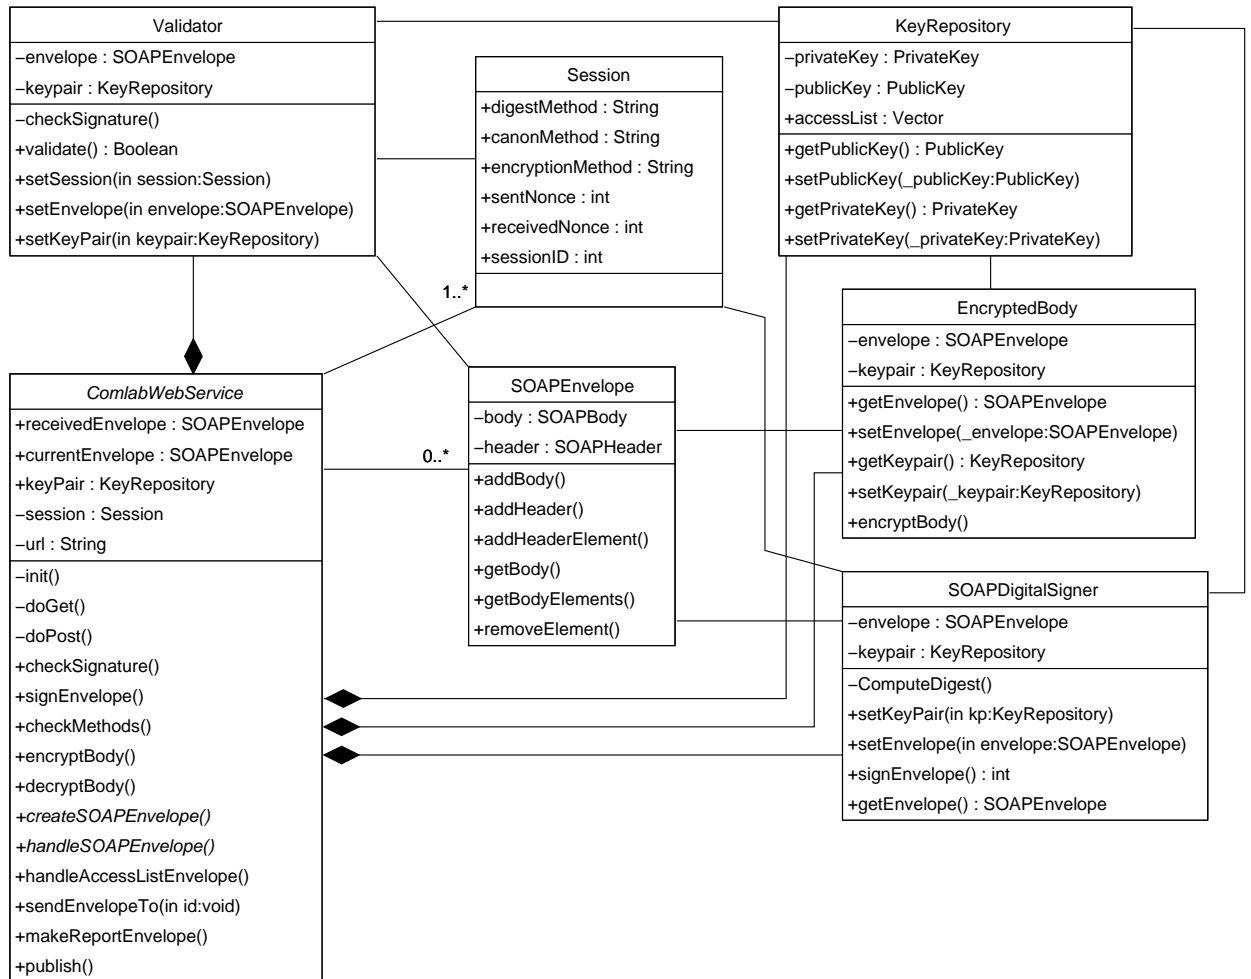 Validator
–envelope : SOAPEnvelope
–keypair : KeyRepository
–checkSignature()
+validate() : Boolean
+setSession(in session:Session)
+setEnvelope(in envelope:SOAPEnvelope)
+setKeyPair(in keypair:KeyRepository)
Session
+digestMethod : String
+canonMethod : String
+encryptionMethod : String
+sentNonce : int
+receivedNonce : int
+sessionID : int
KeyRepository
–privateKey : PrivateKey
–publicKey : PublicKey
+accessList : Vector
+getPublicKey() : PublicKey
+setPublicKey(_publicKey:PublicKey)
+getPrivateKey() : PrivateKey
+setPrivateKey(_privateKey:PrivateKey)
1..*
EncryptedBody
–envelope : SOAPEnvelope
–keypair : KeyRepository
+getEnvelope() : SOAPEnvelope
+setEnvelope(_envelope:SOAPEnvelope)
+getKeypair() : KeyRepository
+setKeypair(_keypair:KeyRepository)
+encryptBody()
ComlabWebService
+receivedEnvelope : SOAPEnvelope
+currentEnvelope : SOAPEnvelope
+keyPair : KeyRepository
–session : Session
–url : String
–init()
–doGet()
–doPost()
+checkSignature()
+signEnvelope()
+checkMethods()
+encryptBody()
+decryptBody()
+createSOAPEnvelope()
+handleSOAPEnvelope()
+handleAccessListEnvelope()
+sendEnvelopeTo(in id:void)
+makeReportEnvelope()
+publish()
0..*
SOAPEnvelope
–body : SOAPBody
–header : SOAPHeader
+addBody()
+addHeader()
+addHeaderElement()
+getBody()
+getBodyElements()
+removeElement()
SOAPDigitalSigner
–envelope : SOAPEnvelope
–keypair : KeyRepository
–ComputeDigest()
+setKeyPair(in kp:KeyRepository)
+setEnvelope(in envelope:SOAPEnvelope)
+signEnvelope() : int
+getEnvelope() : SOAPEnvelope